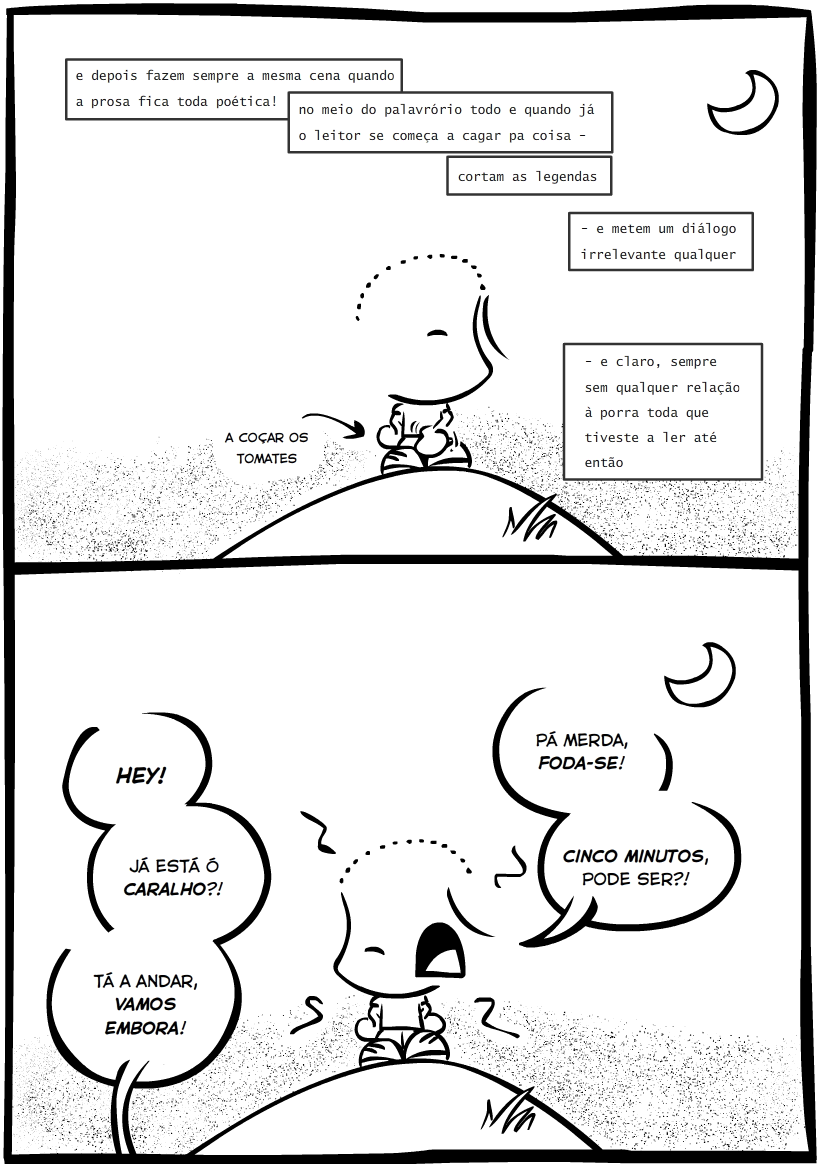 e depois fazem sempre a mesma cena quando
a prosa fica toda poética!
no meio do palavrório todo e quando já
o leitor se começa a cagar pa coisa -
cortam as legendas
- e metem um diálogo
irrelevante qualquer
- e claro, sempre
sem qualquer relação
à porra toda que
tiveste a ler até
então
A COÇAR OS
TOMATES
HEY!
JÁ ESTÁ Ó
CARALHO?!
TÁ A ANDAR,
VAMOS
EMBORA!
PÁ MERDA,
FODA-SE!
CINCO MINUTOS,
PODE SER?!